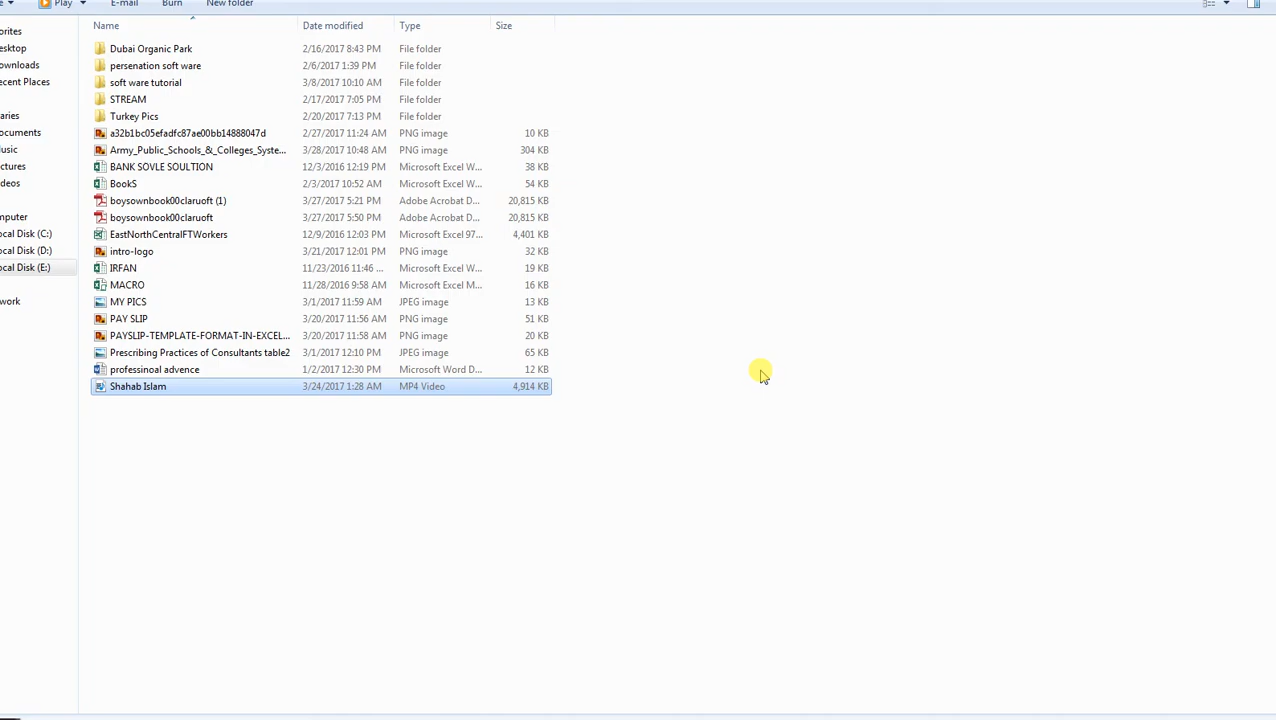 e Play E-mail Burn New folder
Name Date modified Type Size
orites
esktop
ownloads
ecent Places
aries
ocuments
usic
ctures
deos
mputer
ocal Disk (C:)
ocal Disk (D:)
ocal Disk (E:)
work
Dubai Organic Park 2/16/2017 8:43 PM File folder
persenation soft ware 2/6/2017 1:39 PM File folder
soft ware tutorial 3/8/2017 10:10 AM File folder
STREAM 2/17/2017 7:05 PM File folder
Turkey Pics 2/20/2017 7:13 PM File folder
a32b1bc05efadfc87ae00bb14888047d 2/27/2017 11:24 AM PNG image 10 KB
Army_Public_Schools_&_Colleges_Syste... 3/28/2017 10:48 AM PNG image 304 KB
BANK SOVLE SOULTION 12/3/2016 12:19 PM Microsoft Excel W... 38 KB
BookS 2/3/2017 10:52 AM Microsoft Excel W... 54 KB
boysownbook00claruoft (1) 3/27/2017 5:21 PM Adobe Acrobat D... 20,815 KB
boysownbook00claruoft 3/27/2017 5:50 PM Adobe Acrobat D... 20,815 KB
EastNorthCentralFTWorkers 12/9/2016 12:03 PM Microsoft Excel 97... 4,401 KB
intro-logo 3/21/2017 12:01 PM PNG image 32 KB
IRFAN 11/23/2016 11:46 ... Microsoft Excel W... 19 KB
MACRO 11/28/2016 9:58 AM Microsoft Excel M... 16 KB
MY PICS 3/1/2017 11:59 AM JPEG image 13 KB
PAY SLIP 3/20/2017 11:56 AM PNG image 51 KB
PAYSLIP-TEMPLATE-FORMAT-IN-EXCEL... 3/20/2017 11:58 AM PNG image 20 KB
Prescribing Practices of Consultants table2 3/1/2017 12:10 PM JPEG image 65 KB
professinoal advence 1/2/2017 12:30 PM Microsoft Word D... 12 KB
Shahab Islam 3/24/2017 1:28 AM MP4 Video 4,914 KB